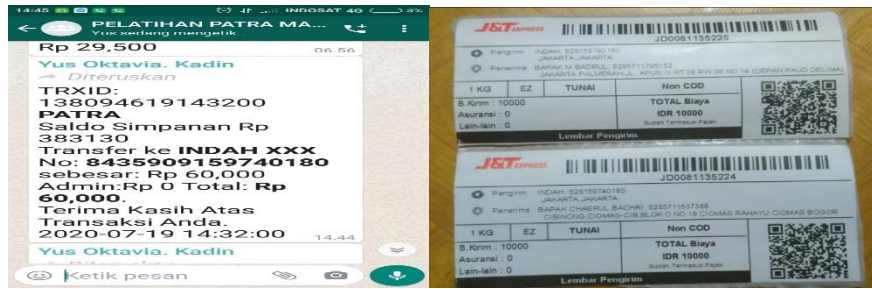 14:45
INDOSAT 4G
3%
PELATIHAN PATRA MA...
Yus sedang mengetik...
Rp 29,500
06.56
Yus Oktavia. Kadin
Diteruskan
TRXID:
138094619143200
PATRA
Saldo Simpanan Rp
383130
Transfer ke INDAH XXX
No: 8435909159740180
sebesar: Rp 60,000
Admin:Rp 0 Total: Rp
60,000.
Terima Kasih Atas
Transaksi Anda.
2020-07-19 14:32:00
14.44
Yus Oktavia. Kadin
Ketik pesan
J&T EXPRESS
JD0081135225
Pengirim INDAH, 628159740180
JAKARTA,JAKARTA
Penerima BAPAK M BADRUL,
JAKARTA,PALMERAH,JL. APUS III RT 08 RW 06 NO 14 (DEPAN PAUD DELIMA)
1 KG EZ TUNAI Non COD
B.Kirim : 10000 TOTAL Biaya
Asuransi : 0 IDR 10000
Lain-lain : 0 Sudah Termasuk Pajak
Lembar Pengirim
J&T EXPRESS
JD0081135224
Pengirim INDAH, 628159740180
JAKARTA,JAKARTA
Penerima BAPAK CHAERUL BACHRI, 6285711537386
CIBINONG,CIOMAS-CIB,BLOK O NO.18 CIOMAS RAHAYU CIOMAS BOGOR
1 KG EZ TUNAI Non COD
B.Kirim : 10000 TOTAL Biaya
Asuransi : 0 IDR 10000
Lain-lain : 0 Sudah Termasuk Pajak
Lembar Pengirim